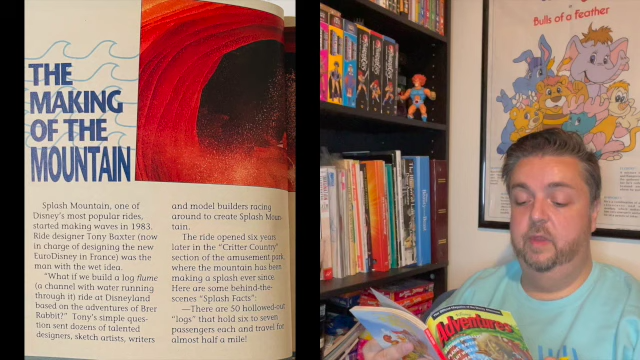 THE
MAKING
OF THE
MOUNTAIN
Splash Mountain, one of
Disney's most popular rides,
started making waves in 1983.
Ride designer Tony Baxter (now
in charge of designing the new
EuroDisney in France) was the
man with the wet idea.
"What if we build a log flume
(a channel with water running
through it) ride at Disneyland
based on the adventures of Brer
Rabbit?" Tony's simple ques-
tion sent dozens of talented
designers, sketch artists, writers
and model builders racing
around to create Splash Moun-
tain.
The ride opened six years
later in the "Critter Country"
section of the amusement park,
where the mountain has been
making a splash ever since.
Here are some behind-the-
scenes "Splash Facts":
—There are 50 hollowed-out
"logs" that hold six to seven
passengers each and travel for
almost half a mile!
Bulls of a feather
Adventures